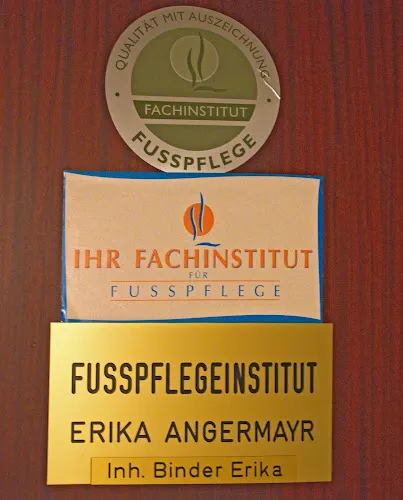 QUALITÄT MIT AUSZEICHNUNG
FACHINSTITUT
• FUSSPFLEGE •
IHR FACHINSTITUT
FÜR
FUSSPFLEGE
FUSSPFLEGEINSTITUT
ERIKA ANGERMAYR
Inh. Binder Erika